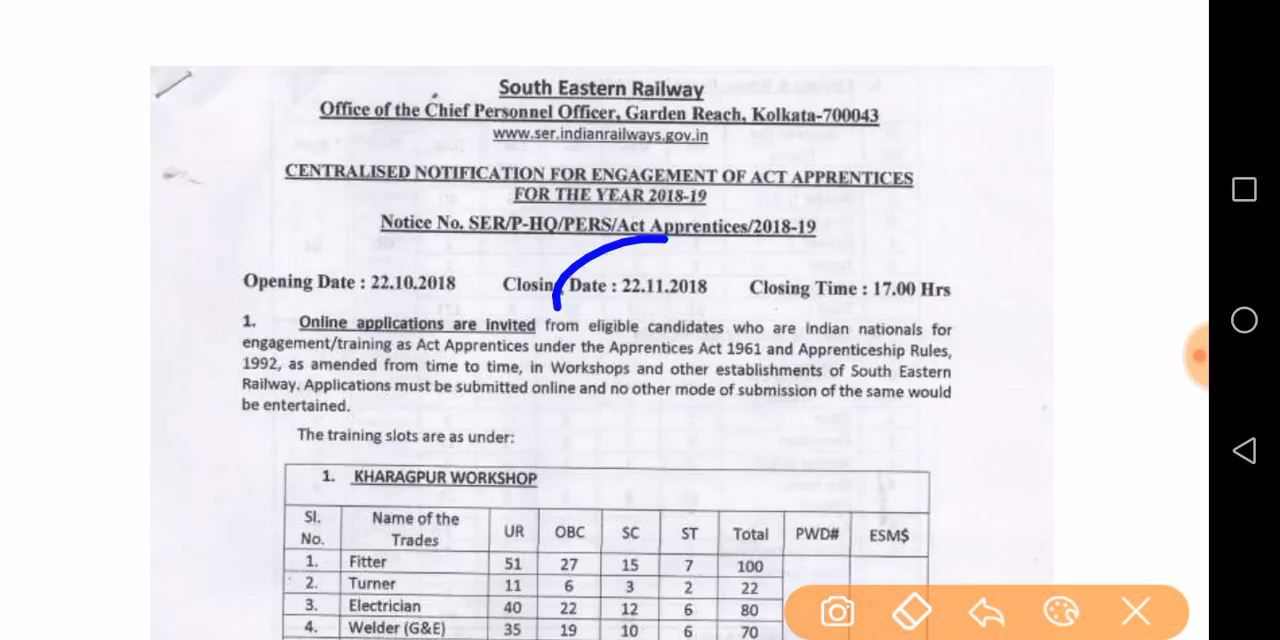 South Eastern Railway
Office of the Chief Personnel Officer, Garden Reach, Kolkata-700043
www.ser.indianrailways.gov.in
CENTRALISED NOTIFICATION FOR ENGAGEMENT OF ACT APPRENTICES
FOR THE YEAR 2018-19
Notice No. SER/P-HQ/PERS/Act Apprentices/2018-19
Opening Date : 22.10.2018 Closing Date : 22.11.2018 Closing Time : 17.00 Hrs
1. Online applications are invited from eligible candidates who are Indian nationals for
engagement/training as Act Apprentices under the Apprentices Act 1961 and Apprenticeship Rules,
1992, as amended from time to time, in Workshops and other establishments of South Eastern
Railway. Applications must be submitted online and no other mode of submission of the same would
be entertained.
The training slots are as under:
1. KHARAGPUR WORKSHOP
Sl. No. Name of the Trades UR OBC SC ST Total PWD# ESM$
1. Fitter 51 27 15 7 100
2. Turner 11 6 3 2 22
3. Electrician 40 22 12 6 80
4. Welder (G&E) 35 19 10 6 70